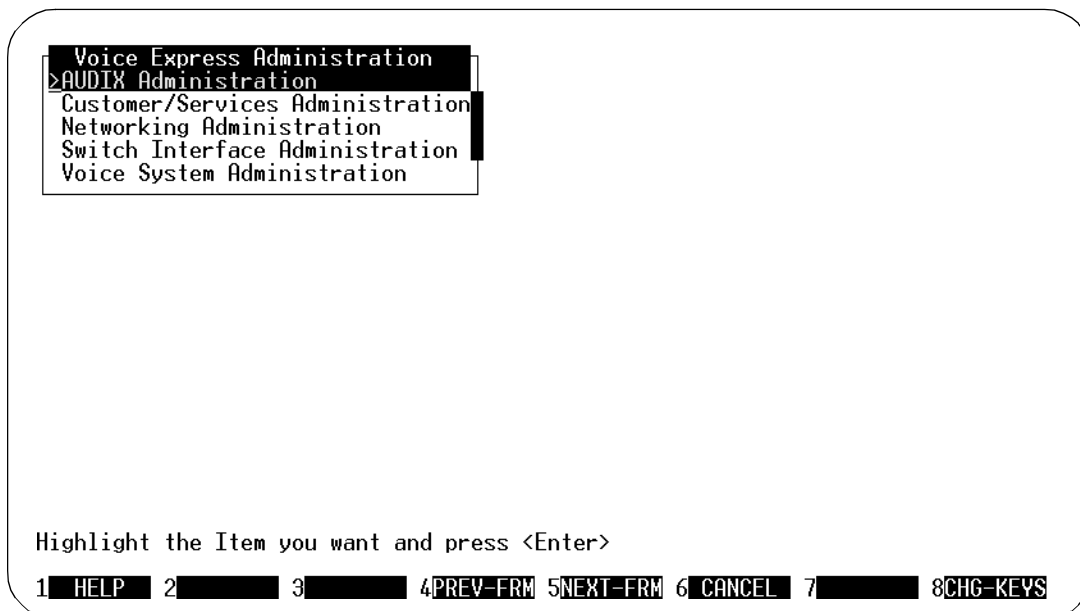 Voice Express Administration
>AUDIX Administration
Customer/Services Administration
Networking Administration
Switch Interface Administration
Voice System Administration
Highlight the Item you want and press <Enter>
1 HELP 2 3 4PREV-FRM 5NEXT-FRM 6 CANCEL 7 8CHG-KEYS